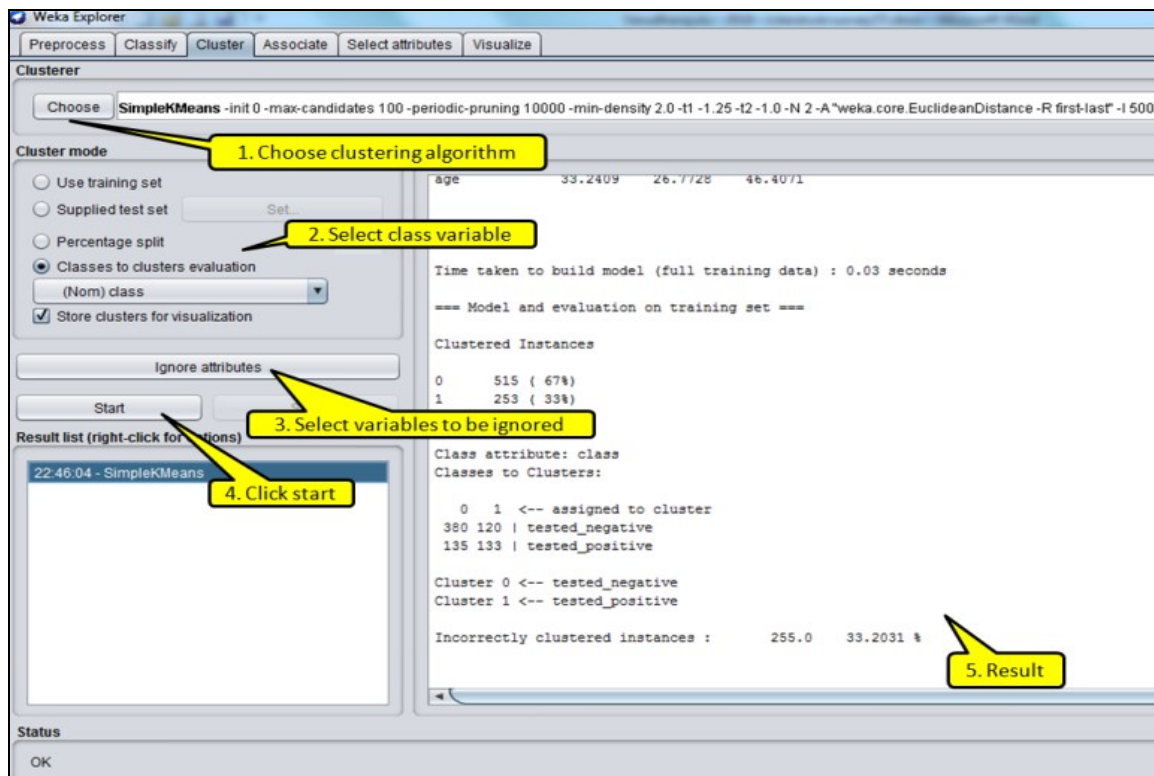 Weka Explorer
Preprocess Classify Cluster Associate Select attributes Visualize
Clusterer
Choose SimpleKMeans -init 0 -max-candidates 100 -periodic-pruning 10000 -min-density 2.0 -t1 -1.25 -t2 -1.0 -N 2 -A "weka.core.EuclideanDistance -R first-last" -I 500
1. Choose clustering algorithm
Cluster mode
Use training set
Supplied test set Set...
Percentage split
2. Select class variable
Classes to clusters evaluation
(Nom) class
Store clusters for visualization
Ignore attributes
Start
3. Select variables to be ignored
Result list (right-click for options)
22:46:04 - SimpleKMeans
4. Click start
age 33.2409 26.7728 46.4071
Time taken to build model (full training data) : 0.03 seconds
=== Model and evaluation on training set ===
Clustered Instances
0 515 ( 67%)
1 253 ( 33%)
Class attribute: class
Classes to Clusters:
0 1 <-- assigned to cluster
380 120 | tested_negative
135 133 | tested_positive
Cluster 0 <-- tested_negative
Cluster 1 <-- tested_positive
Incorrectly clustered instances : 255.0 33.2031 %
5. Result
Status
OK